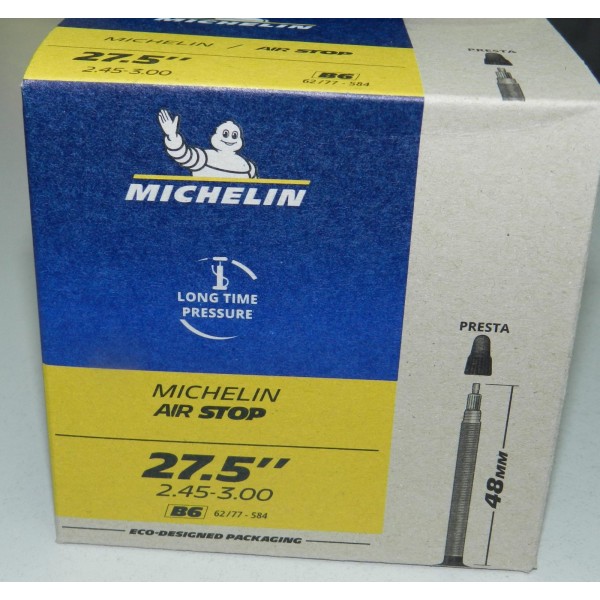 MICHELIN
MICHELIN / AIR STOP
27.5"
2.45-3.00
B6
62/77 - 584
PRESTA
MICHELIN
LONG TIME
PRESSURE
PRESTA
MICHELIN
AIR STOP
27.5"
2.45-3.00
B6 62/77 - 584
48MM
ECO-DESIGNED PACKAGING